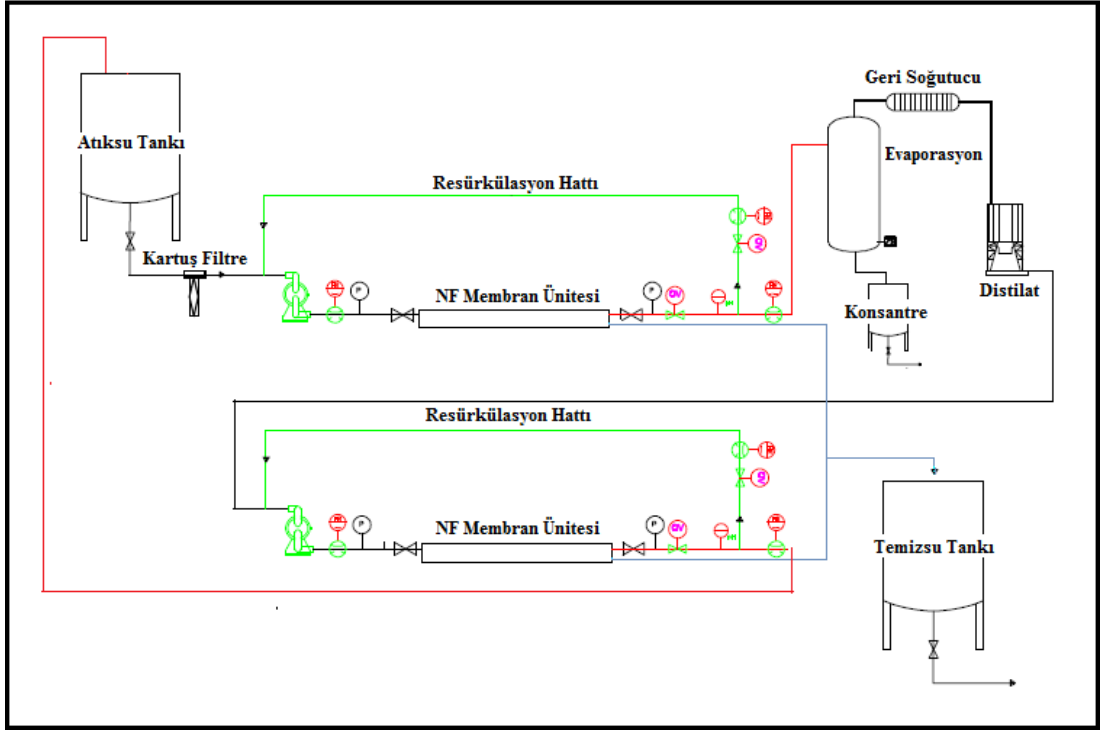 Geri Soğutucu
Atıksu Tankı
Evaporasyon
Resürkülasyon Hattı
Kartuş Filtre
NF Membran Ünitesi
P
P
Distilat
Konsantre
Resürkülasyon Hattı
NF Membran Ünitesi
P
P
Temizsu Tankı